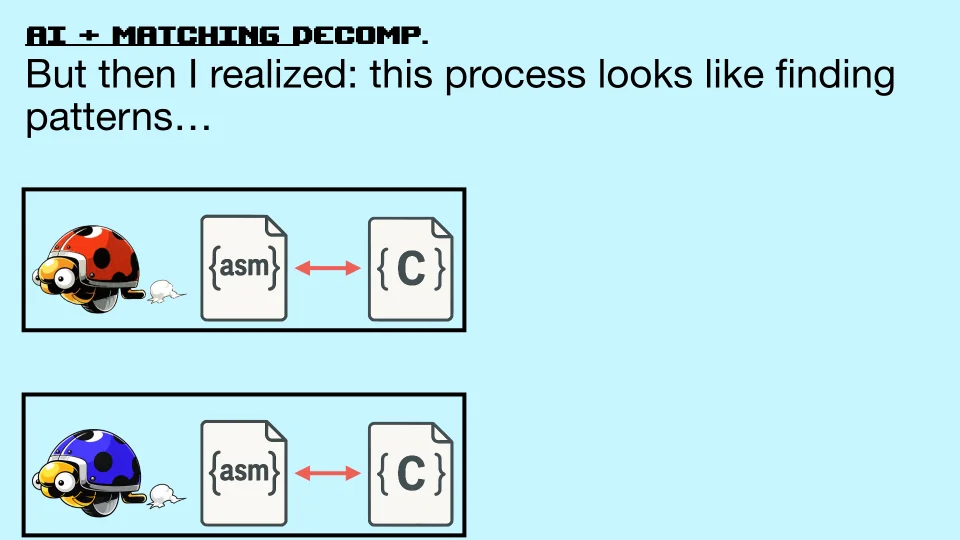 AI + MATCHING DECOMP.
But then I realized: this process looks like finding
patterns…
{asm}
{C}
{asm}
{C}